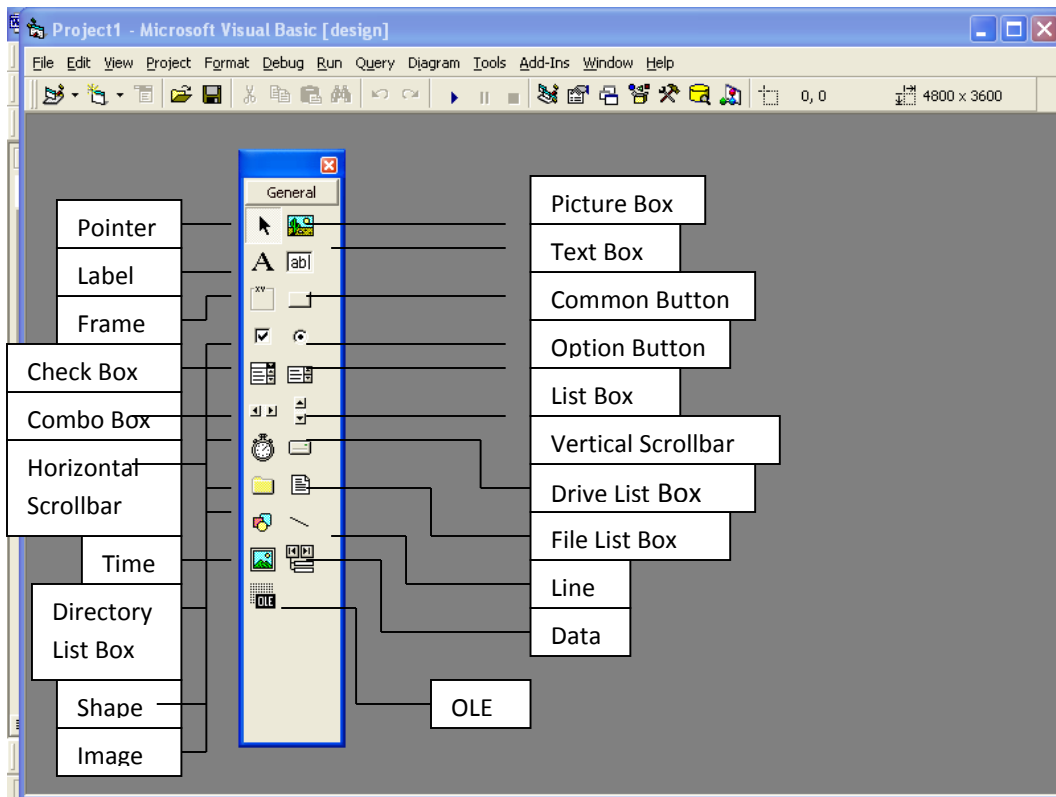 Project1 - Microsoft Visual Basic [design]
File Edit View Project Format Debug Run Query Diagram Tools Add-Ins Window Help
0, 0
4800 x 3600
General
Pointer
Label
Frame
Check Box
Combo Box
Horizontal
Scrollbar
Time
Directory
List Box
Shape
Image
A
ab
XY
OLE
Picture Box
Text Box
Common Button
Option Button
List Box
Vertical Scrollbar
Drive List Box
File List Box
Line
Data
OLE